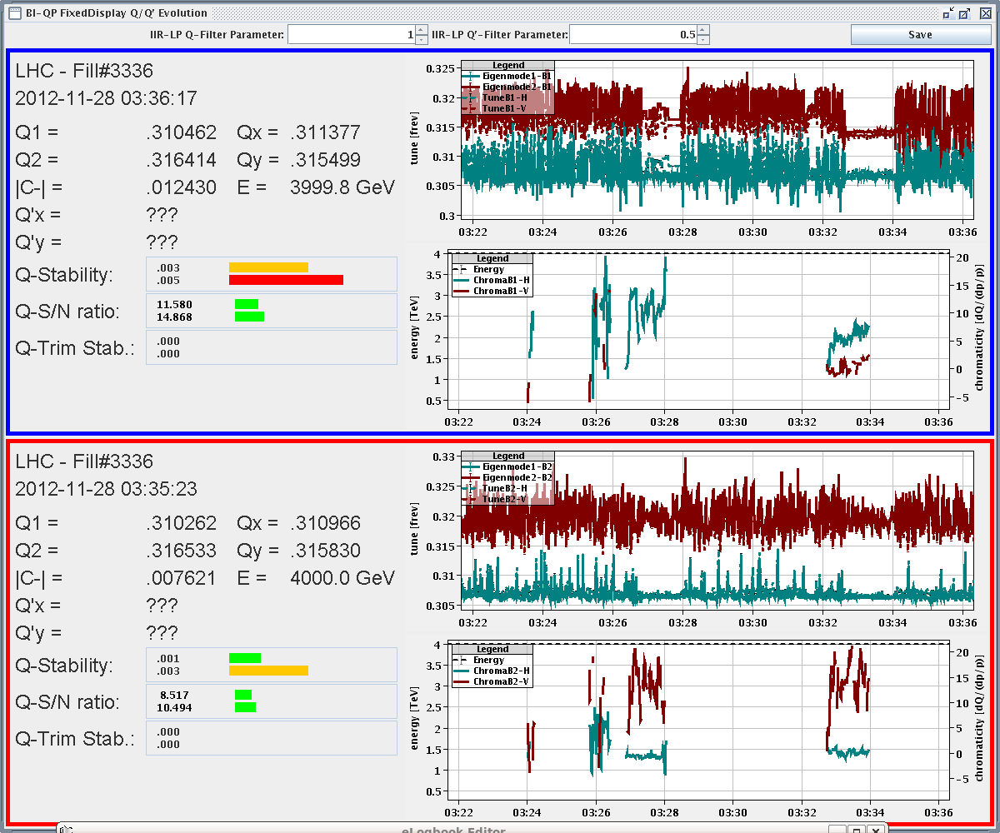 BI-QP FixedDisplay Q/Q' Evolution
IIR-LP Q-Filter Parameter: 1 IIR-LP Q'-Filter Parameter: 0.5 Save
LHC - Fill#3336
2012-11-28 03:36:17
Q1 = .310462 Qx = .311377
Q2 = .316414 Qy = .315499
|C-| = .012430 E = 3999.8 GeV
Q'x = ???
Q'y = ???
Q-Stability: .003
.005
Q-S/N ratio: 11.580
14.868
Q-Trim Stab.: .000
.000
tune [frev]
0.325
0.32
0.315
0.31
0.305
0.3
Legend
Eigenmode1-B1
Eigenmode2-B1
TuneB1-H
TuneB1-V
03:22 03:24 03:26 03:28 03:30 03:32 03:34 03:36
energy [TeV]
4
3.5
3
2.5
2
1.5
1
0.5
Legend
Energy
ChromaB1-H
ChromaB1-V
20
15
10
5
0
-5
chromaticity [dQ/(dp/p)]
03:22 03:24 03:26 03:28 03:30 03:32 03:34 03:36
LHC - Fill#3336
2012-11-28 03:35:23
Q1 = .310262 Qx = .310966
Q2 = .316533 Qy = .315830
|C-| = .007621 E = 4000.0 GeV
Q'x = ???
Q'y = ???
Q-Stability: .001
.003
Q-S/N ratio: 8.517
10.494
Q-Trim Stab.: .000
.000
tune [frev]
0.33
0.325
0.32
0.315
0.31
0.305
Legend
Eigenmode1-B2
Eigenmode2-B2
TuneB2-H
TuneB2-V
03:22 03:24 03:26 03:28 03:30 03:32 03:34 03:36
energy [TeV]
4
3.5
3
2.5
2
1.5
1
0.5
Legend
Energy
ChromaB2-H
ChromaB2-V
20
15
10
5
0
-5
chromaticity [dQ/(dp/p)]
03:22 03:24 03:26 03:28 03:30 03:32 03:34 03:36
eLogbook Editor